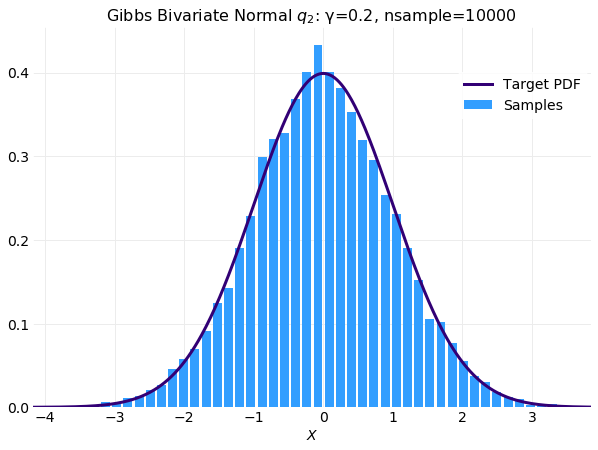 Gibbs Bivariate Normal q₂: γ=0.2, nsample=10000
Target PDF
Samples
0.4
0.3
0.2
0.1
0.0
−4 −3 −2 −1 0 1 2 3
X